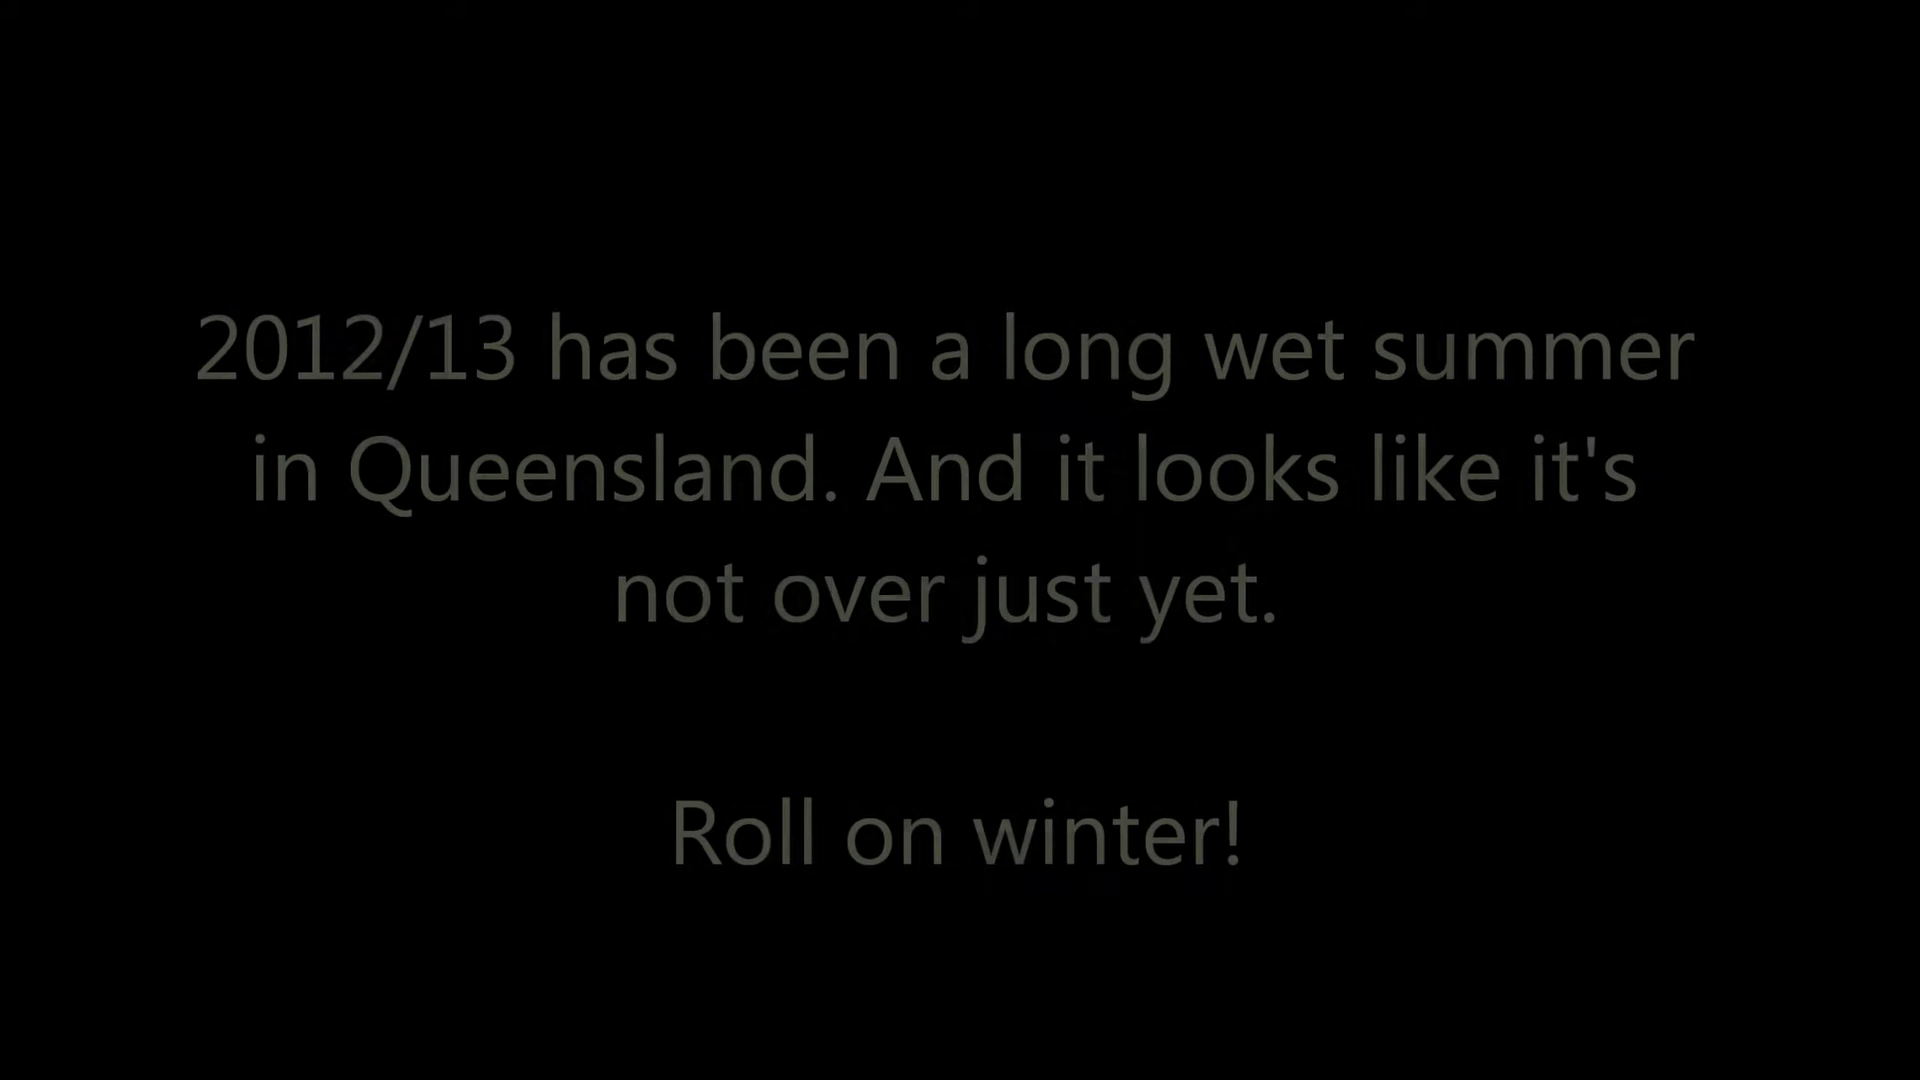 2012/13 has been a long wet summer
in Queensland. And it looks like it's
not over just yet.
Roll on winter!